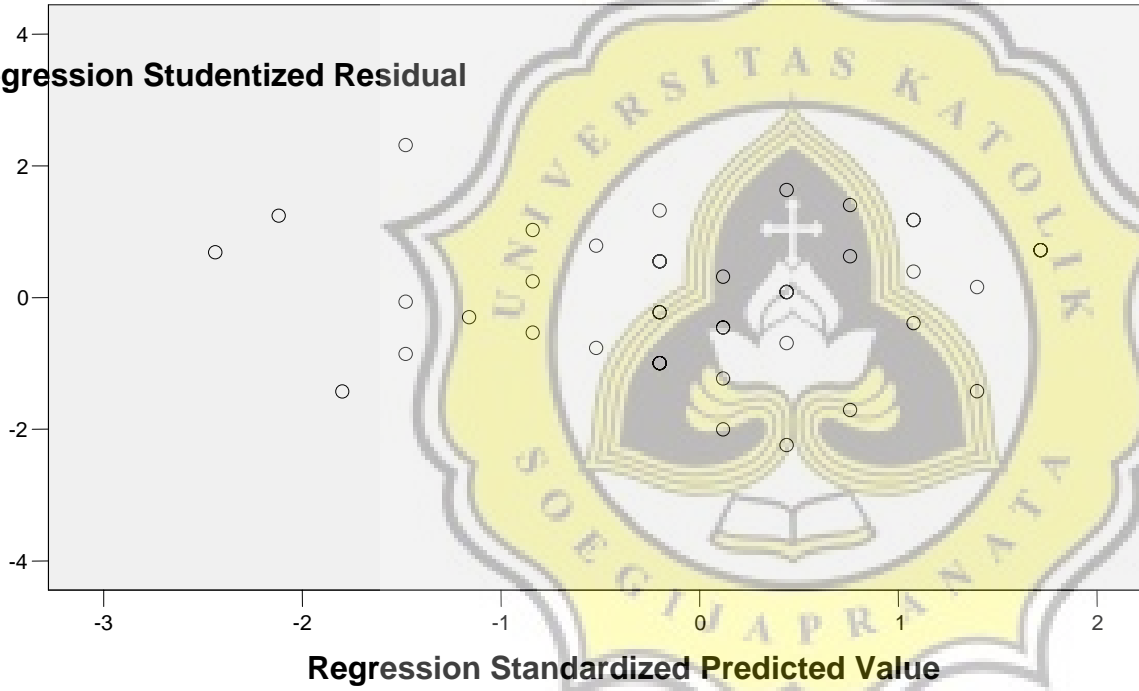 4
gression Studentized Residual
2
0
-2
-4
-3
-2
-1
0
1
2
Regression Standardized Predicted Value
UNIVERSITAS KATOLIK
SOEGIJAPRANATA